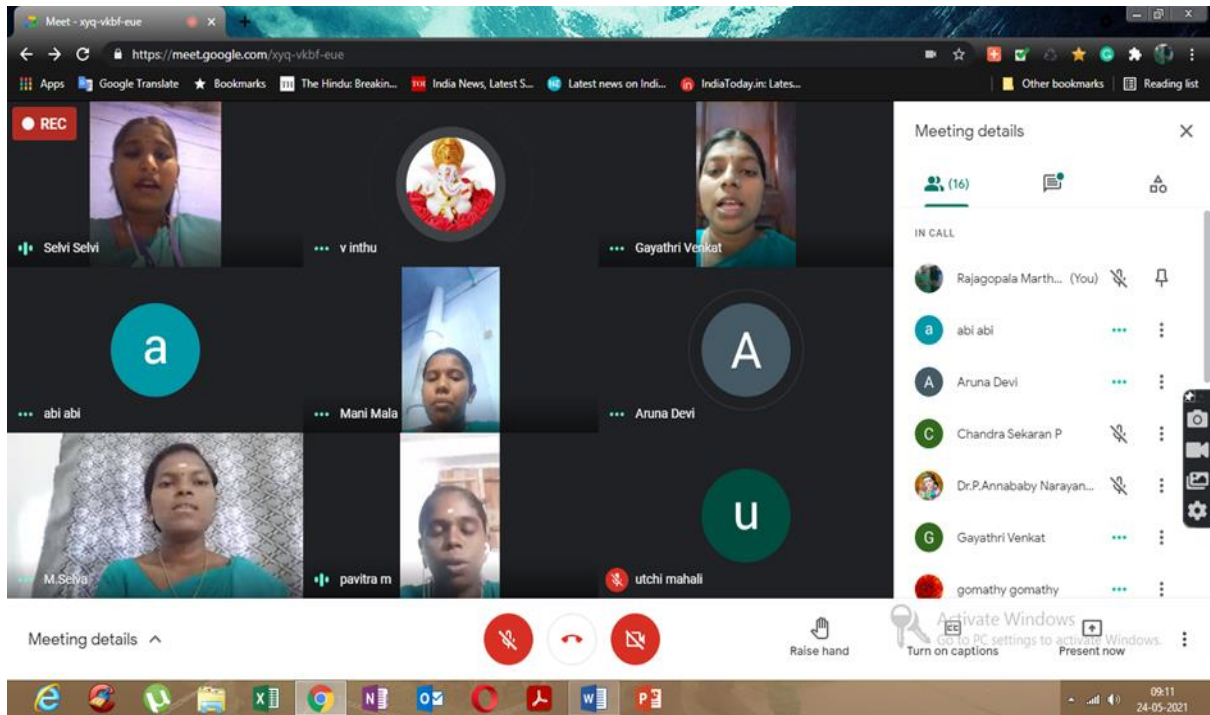 Meet - xyq-vkbf-eue
https://meet.google.com/xyq-vkbf-eue
Apps Google Translate Bookmarks TH The Hindu: Breakin... TOI India News, Latest S... Latest news on Indi... IndiaToday.in: Lates... Other bookmarks Reading list
REC
Selvi Selvi
v inthu
Gayathri Venkat
a
abi abi
Mani Mala
A
Aruna Devi
M.Selva
pavitra m
u
utchi mahali
Meeting details
(16)
IN CALL
Rajagopala Marth... (You)
a abi abi
A Aruna Devi
C Chandra Sekaran P
Dr.P.Annababy Narayan...
G Gayathri Venkat
gomathy gomathy
Meeting details
Raise hand
Turn on captions
Present now
Activate Windows
Go to PC settings to activate Windows.
09:11
24-05-2021